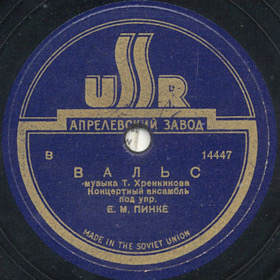 USSR
АПРЕЛЕВСКИЙ ЗАВОД
В 14447
ВАЛЬС
музыка Т. Хренникова
Концертный ансамбль
под упр.
Е. М. ПИНКЕ
MADE IN THE SOVIET UNION